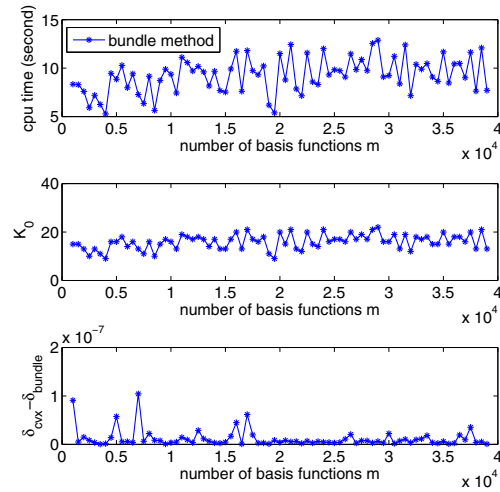 15
bundle method
10
5
cpu time (second)
0 0.5 1 1.5 2 2.5 3 3.5 4
number of basis functions m
x 10^4
40
20
0
K_0
0 0.5 1 1.5 2 2.5 3 3.5 4
number of basis functions m
x 10^4
x 10^-7
2
1
0
δ_cvx-δ_bundle
0 0.5 1 1.5 2 2.5 3 3.5 4
number of basis functions m
x 10^4